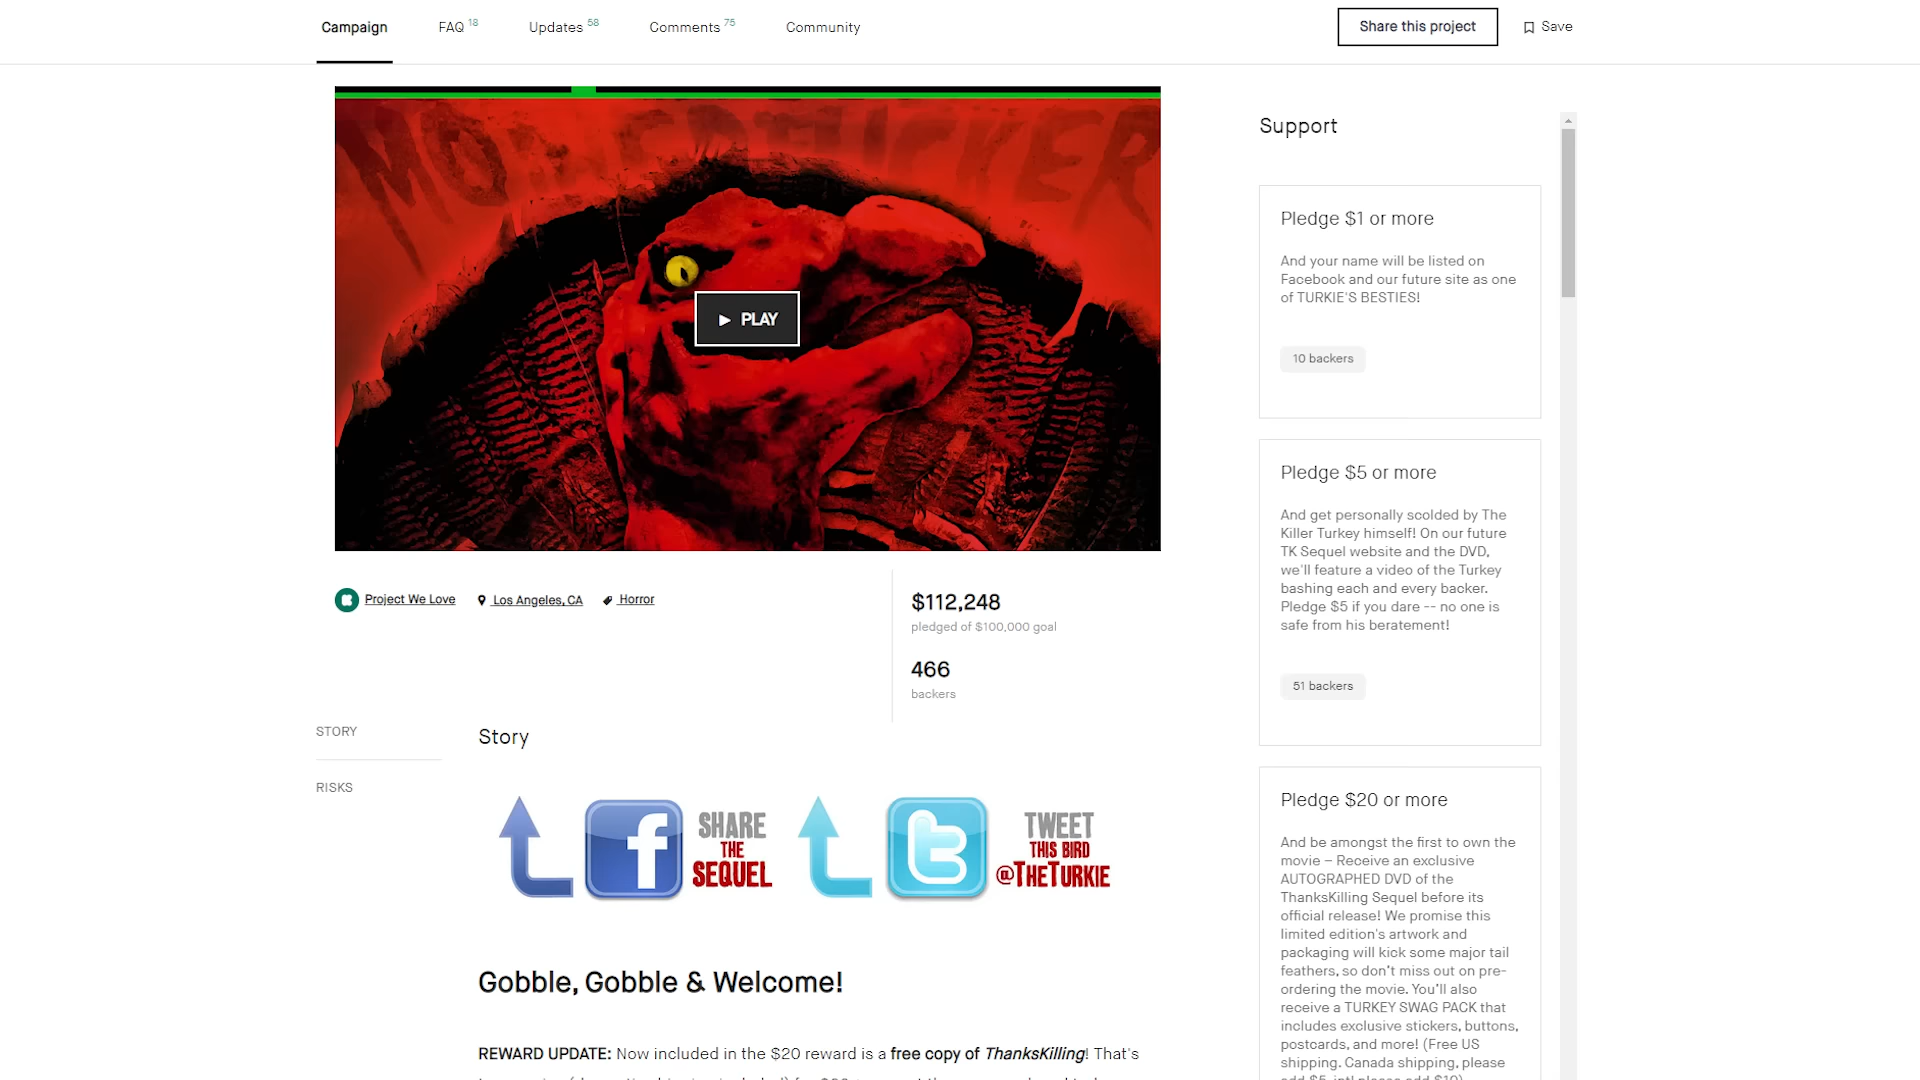 Campaign
FAQ 18
Updates 58
Comments 75
Community
Share this project
Save
PLAY
Project We Love
Los Angeles, CA
Horror
$112,248
pledged of $100,000 goal
466
backers
STORY
RISKS
Story
SHARE
THE
SEQUEL
TWEET
THIS BIRD
@THETURKIE
Gobble, Gobble & Welcome!
REWARD UPDATE: Now included in the $20 reward is a free copy of ThanksKilling! That's
Support
Pledge $1 or more
And your name will be listed on
Facebook and our future site as one
of TURKIE'S BESTIES!
10 backers
Pledge $5 or more
And get personally scolded by The
Killer Turkey himself! On our future
TK Sequel website and the DVD,
we'll feature a video of the Turkey
bashing each and every backer.
Pledge $5 if you dare -- no one is
safe from his beratement!
51 backers
Pledge $20 or more
And be amongst the first to own the
movie – Receive an exclusive
AUTOGRAPHED DVD of the
ThanksKilling Sequel before its
official release! We promise this
limited edition's artwork and
packaging will kick some major tail
feathers, so don't miss out on pre-
ordering the movie. You'll also
receive a TURKEY SWAG PACK that
includes exclusive stickers, buttons,
postcards, and more! (Free US
shipping. Canada shipping, please
add $5, intl please add $10)